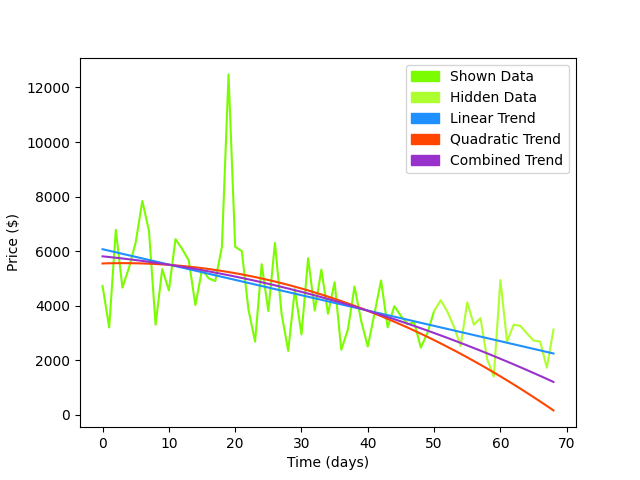 12000
10000
8000
6000
4000
2000
0
Price ($)
Shown Data
Hidden Data
Linear Trend
Quadratic Trend
Combined Trend
0 10 20 30 40 50 60 70
Time (days)